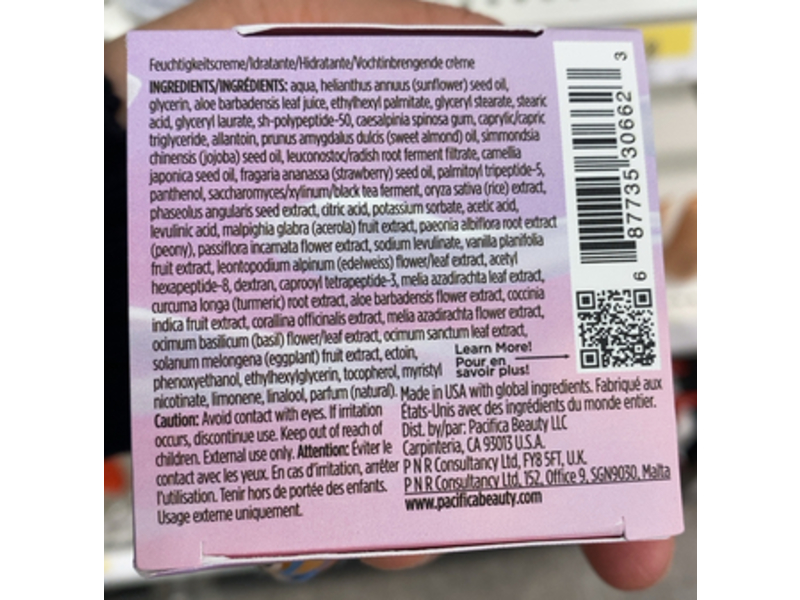 Feuchtigkeitscreme/Idratante/Hidratante/Vochtinbrengende crème
INGREDIENTS/INGRÉDIENTS: aqua, helianthus annuus (sunflower) seed oil,
glycerin, aloe barbadensis leaf juice, ethylhexyl palmitate, glyceryl stearate, stearic
acid, glyceryl laurate, sh-polypeptide-50, caesalpinia spinosa gum, caprylic/capric
triglyceride, allantoin, prunus amygdalus dulcis (sweet almond) oil, simmondsia
chinensis (jojoba) seed oil, leuconostoc/radish root ferment filtrate, camellia
japonica seed oil, fragaria ananassa (strawberry) seed oil, palmitoyl tripeptide-5,
panthenol, saccharomyces/xylinum/black tea ferment, oryza sativa (rice) extract,
phaseolus angularis seed extract, citric acid, potassium sorbate, acetic acid,
levulinic acid, malpighia glabra (acerola) fruit extract, paeonia albiflora root extract
(peony), passiflora incarnata flower extract, sodium levulinate, vanilla planifolia
fruit extract, leontopodium alpinum (edelweiss) flower/leaf extract, acetyl
hexapeptide-8, dextran, caprooyl tetrapeptide-3, melia azadirachta leaf extract,
curcuma longa (turmeric) root extract, aloe barbadensis flower extract, coccinia
indica fruit extract, corallina officinalis extract, melia azadirachta flower extract,
ocimum basilicum (basil) flower/leaf extract, ocimum sanctum leaf extract,
solanum melongena (eggplant) fruit extract, ectoin,
phenoxyethanol, ethylhexylglycerin, tocopherol, myristyl
nicotinate, limonene, linalool, parfum (natural).
Caution: Avoid contact with eyes. If irritation
occurs, discontinue use. Keep out of reach of
children. External use only. Attention: Éviter le
contact avec les yeux. En cas d'irritation, arrêter
l'utilisation. Tenir hors de portée des enfants.
Usage externe uniquement.
Learn More!
Pour en
savoir plus!
Made in USA with global ingredients. Fabriqué aux
États-Unis avec des ingrédients du monde entier.
Dist. by/par: Pacifica Beauty LLC
Carpinteria, CA 93013 U.S.A.
P N R Consultancy Ltd, FY8 5FT, U.K.
P N R Consultancy Ltd, 152, Office 9, SGN9030, Malta
www.pacificabeauty.com
6 87735 30662 3